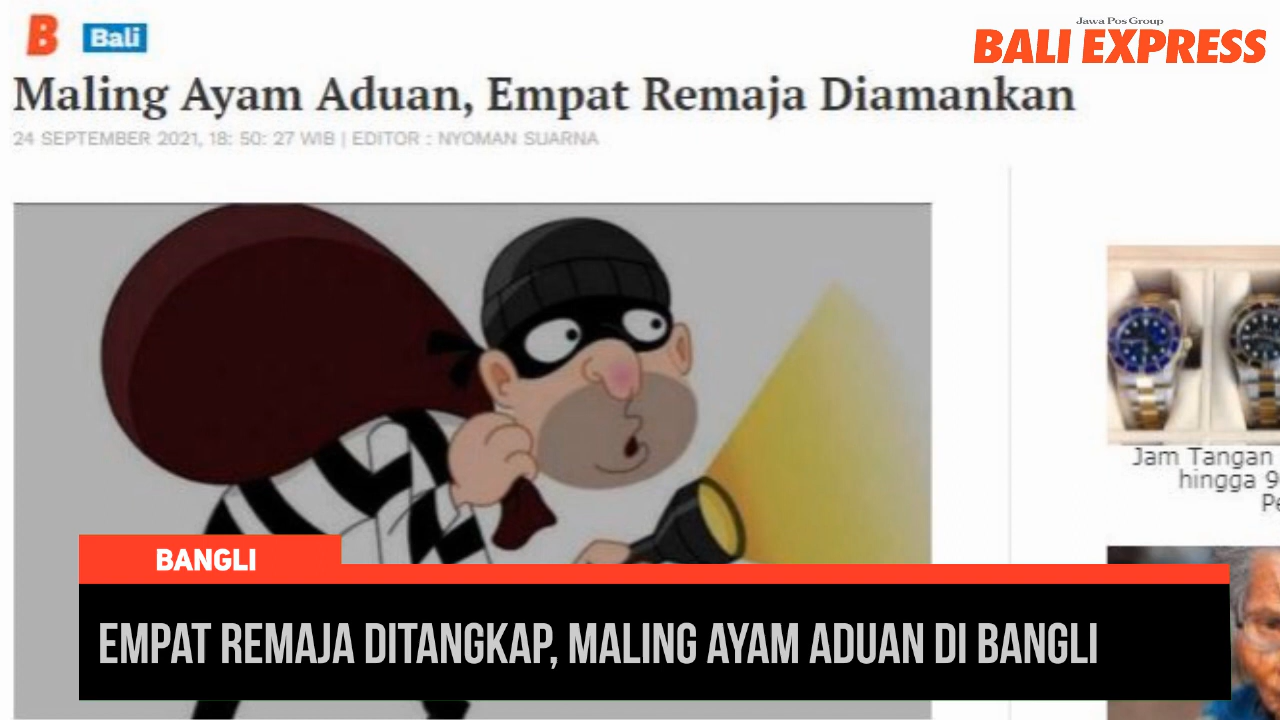 Jawa Pos Group
BALI EXPRESS
B Bali
Maling Ayam Aduan, Empat Remaja Diamankan
24 SEPTEMBER 2021, 18: 50: 27 WIB | EDITOR : NYOMAN SUARNA
Jam Tangan
hingga 9
Pe
BANGLI
EMPAT REMAJA DITANGKAP, MALING AYAM ADUAN DI BANGLI